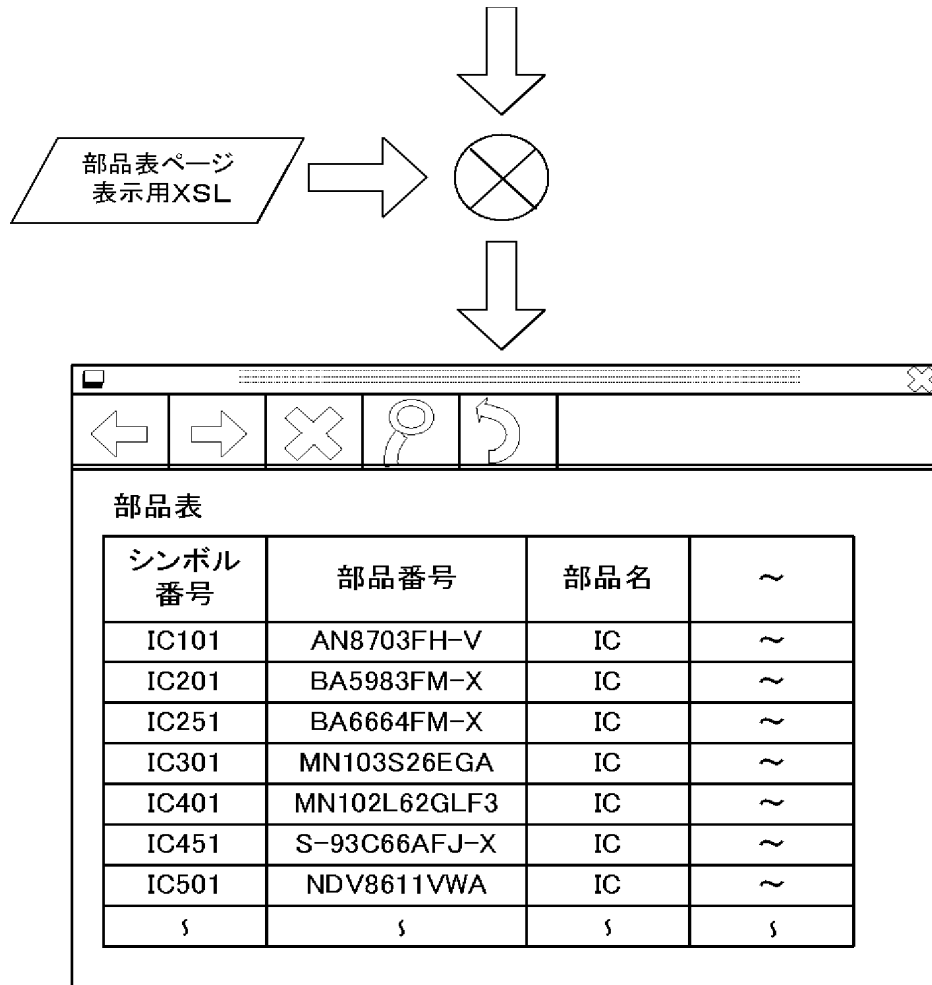 部品表ページ
表示用XSL
部品表
シンボル番号 部品番号 部品名 ～
IC101 AN8703FH-V IC ～
IC201 BA5983FM-X IC ～
IC251 BA6664FM-X IC ～
IC301 MN103S26EGA IC ～
IC401 MN102L62GLF3 IC ～
IC451 S-93C66AFJ-X IC ～
IC501 NDV8611VWA IC ～
∫ ∫ ∫ ∫